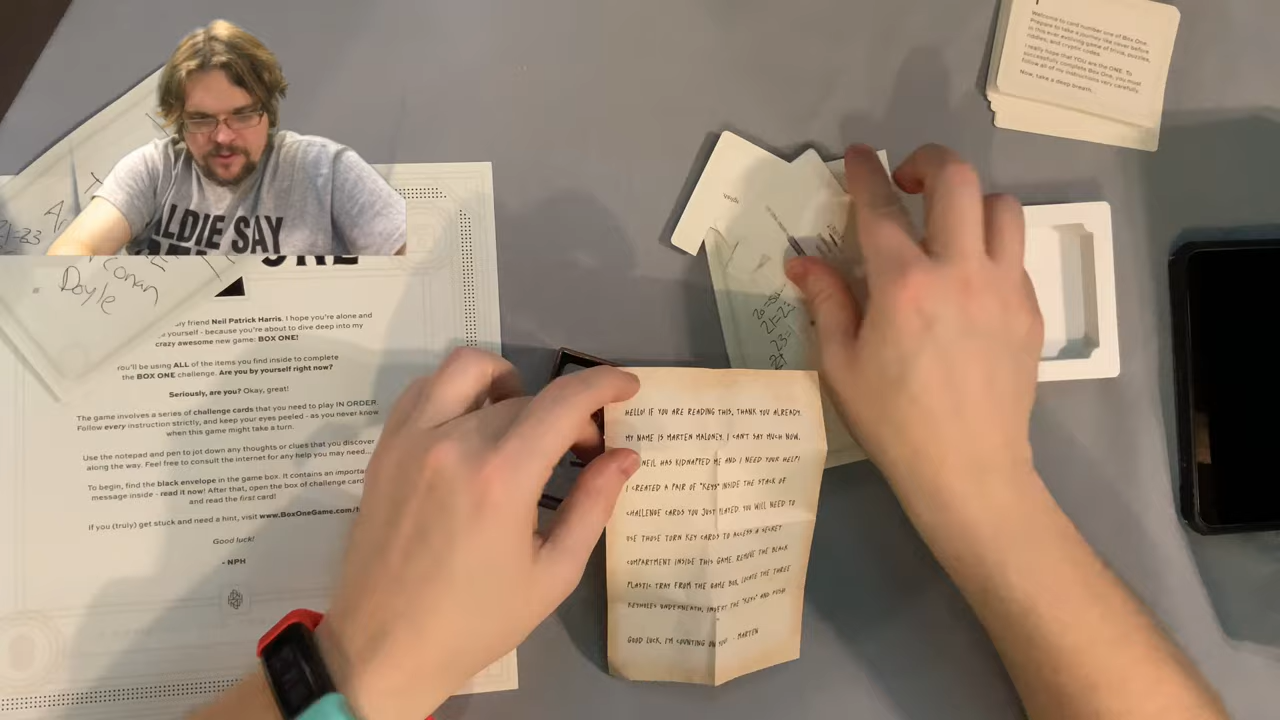 ALDIE SAY
Conan
Doyle
21=23
ONE
friend Neil Patrick Harris. I hope you're alone and
yourself - because you're about to dive deep into my
crazy awesome new game: BOX ONE!
You'll be using ALL of the items you find inside to complete
the BOX ONE challenge. Are you by yourself right now?
Seriously, are you? Okay, great!
The game involves a series of challenge cards that you need to play IN ORDER.
Follow every instruction strictly, and keep your eyes peeled - as you never know
when this game might take a turn.
Use the notepad and pen to jot down any thoughts or clues that you discover
along the way. Feel free to consult the internet for any help you may need...
To begin, find the black envelope in the game box. It contains an importa
message inside - read it now! After that, open the box of challenge card
and read the first card!
If you (truly) get stuck and need a hint, visit www.BoxOneGame.com/
Good luck!
- NPH
21=23
23=
HELLO! IF YOU ARE READING THIS, THANK YOU ALREADY.
MY NAME IS MARTEN MALONEY. I CAN'T SAY MUCH NOW.
NEIL HAS KIDNAPPED ME AND I NEED YOUR HELP!
I CREATED A PAIR OF "KEYS" INSIDE THE STACK OF
CHALLENGE CARDS YOU JUST PLAYED. YOU WILL NEED TO
USE THOSE TORN KEY CARDS TO ACCESS A SECRET
COMPARTMENT INSIDE THIS GAME. REMOVE THE BLACK
PLASTIC TRAY FROM THE GAME BOX, LOCATE THE THREE
KEYHOLES UNDERNEATH, INSERT THE "KEYS" AND PUSH
GOOD LUCK, I'M COUNTING ON YOU - MARTEN
Welcome to card number one of Box One.
Prepare to take a journey like never before
in this ever evolving game of trivia, puzzles,
riddles, and cryptic codes.
I really hope that YOU are the ONE. To
successfully complete Box One, you must
follow all of my instructions very carefully.
Now, take a deep breath...